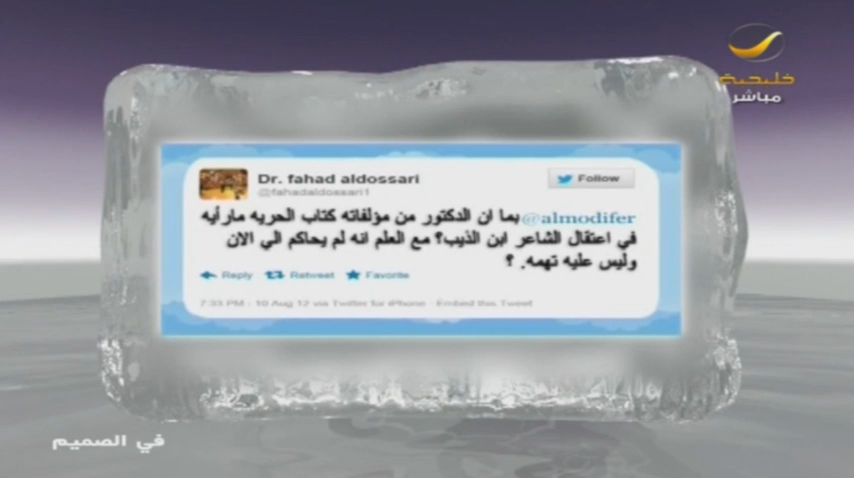 خليجية
مباشر
Dr. fahad aldossari
Follow
@fahadaldossari1
@almodifer بما ان الدكتور من مؤلفاته كتاب الحريه مارأيه
في اعتقال الشاعر ابن الذيب؟ مع العلم انه لم يحاكم الي الان
وليس عليه تهمه. ؟
Reply Retweet Favorite
7:33 PM - 10 Aug 12 via Twitter for iPhone · Embed this Tweet
في الصميم